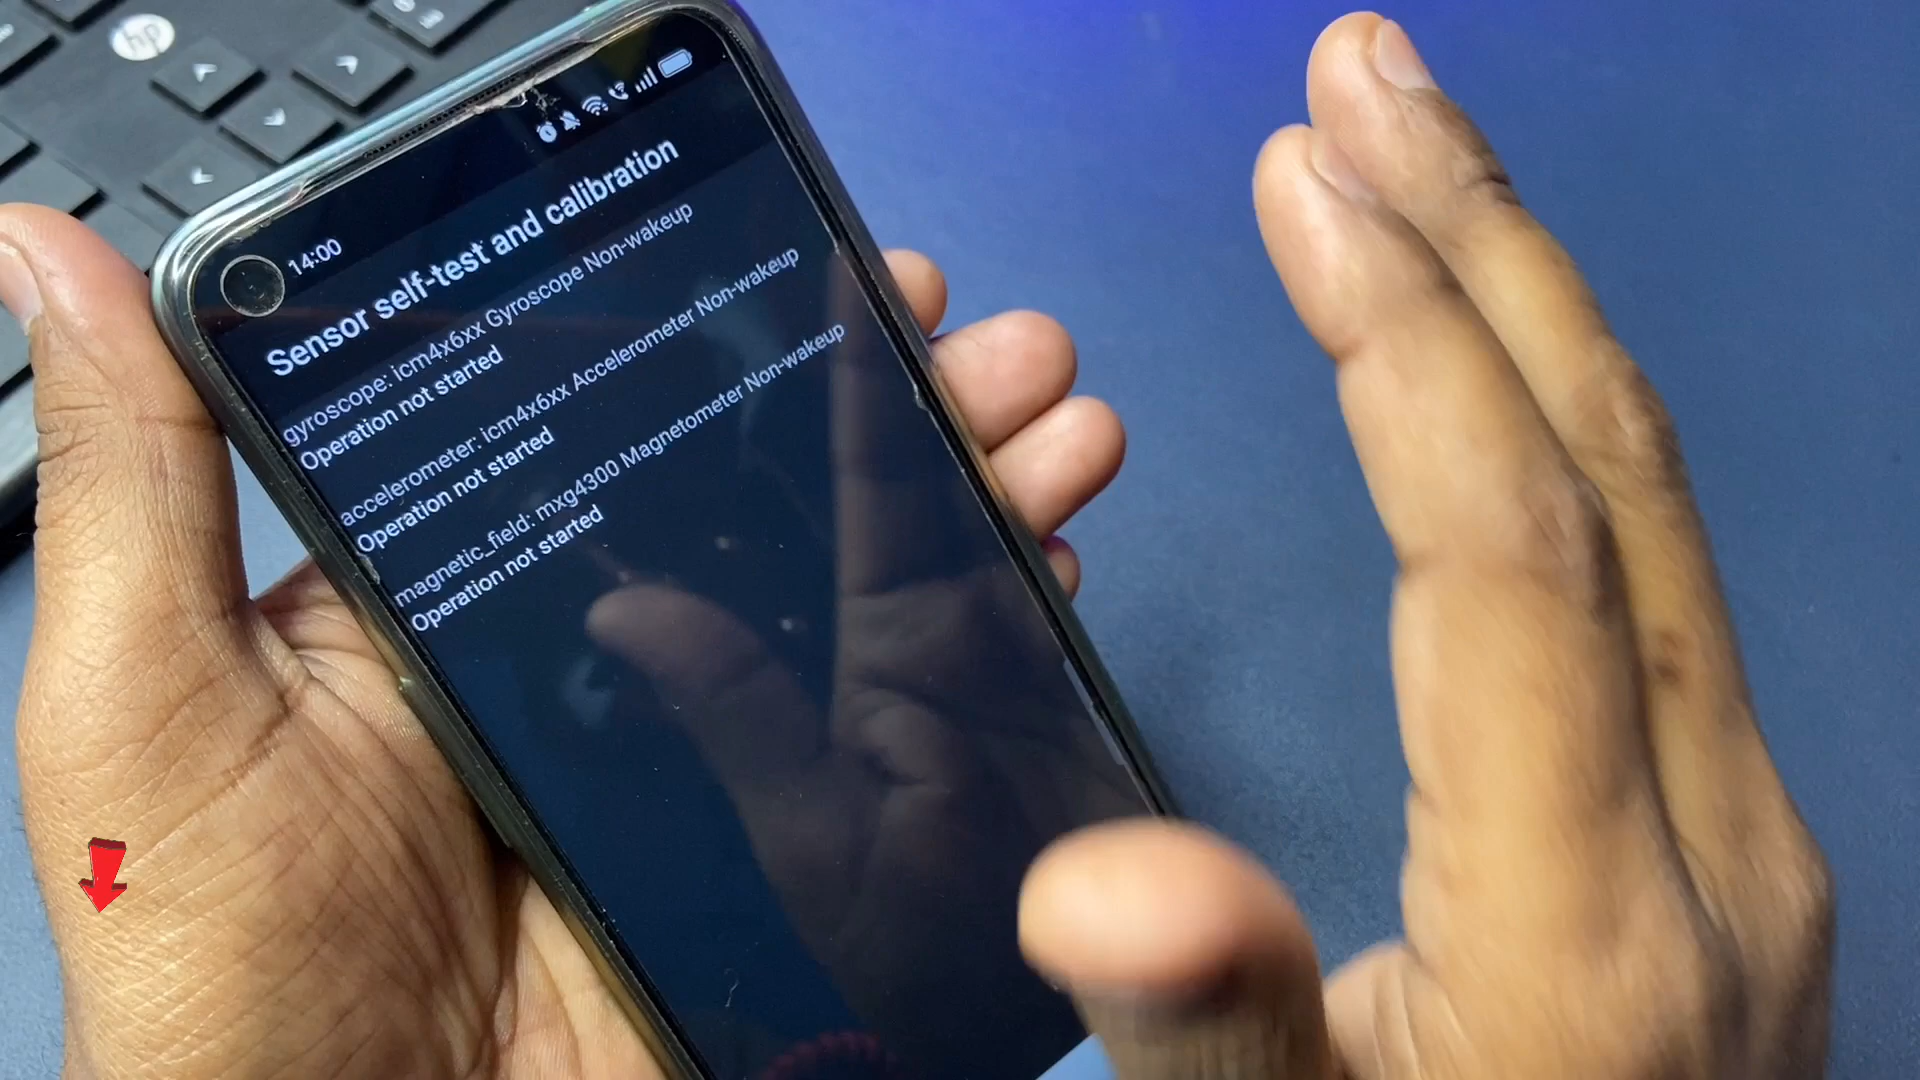 hp
14:00
Sensor self-test and calibration
gyroscope: icm4x6xx Gyroscope Non-wakeup
Operation not started
accelerometer: icm4x6xx Accelerometer Non-wakeup
Operation not started
magnetic_field: mxg4300 Magnetometer Non-wakeup
Operation not started